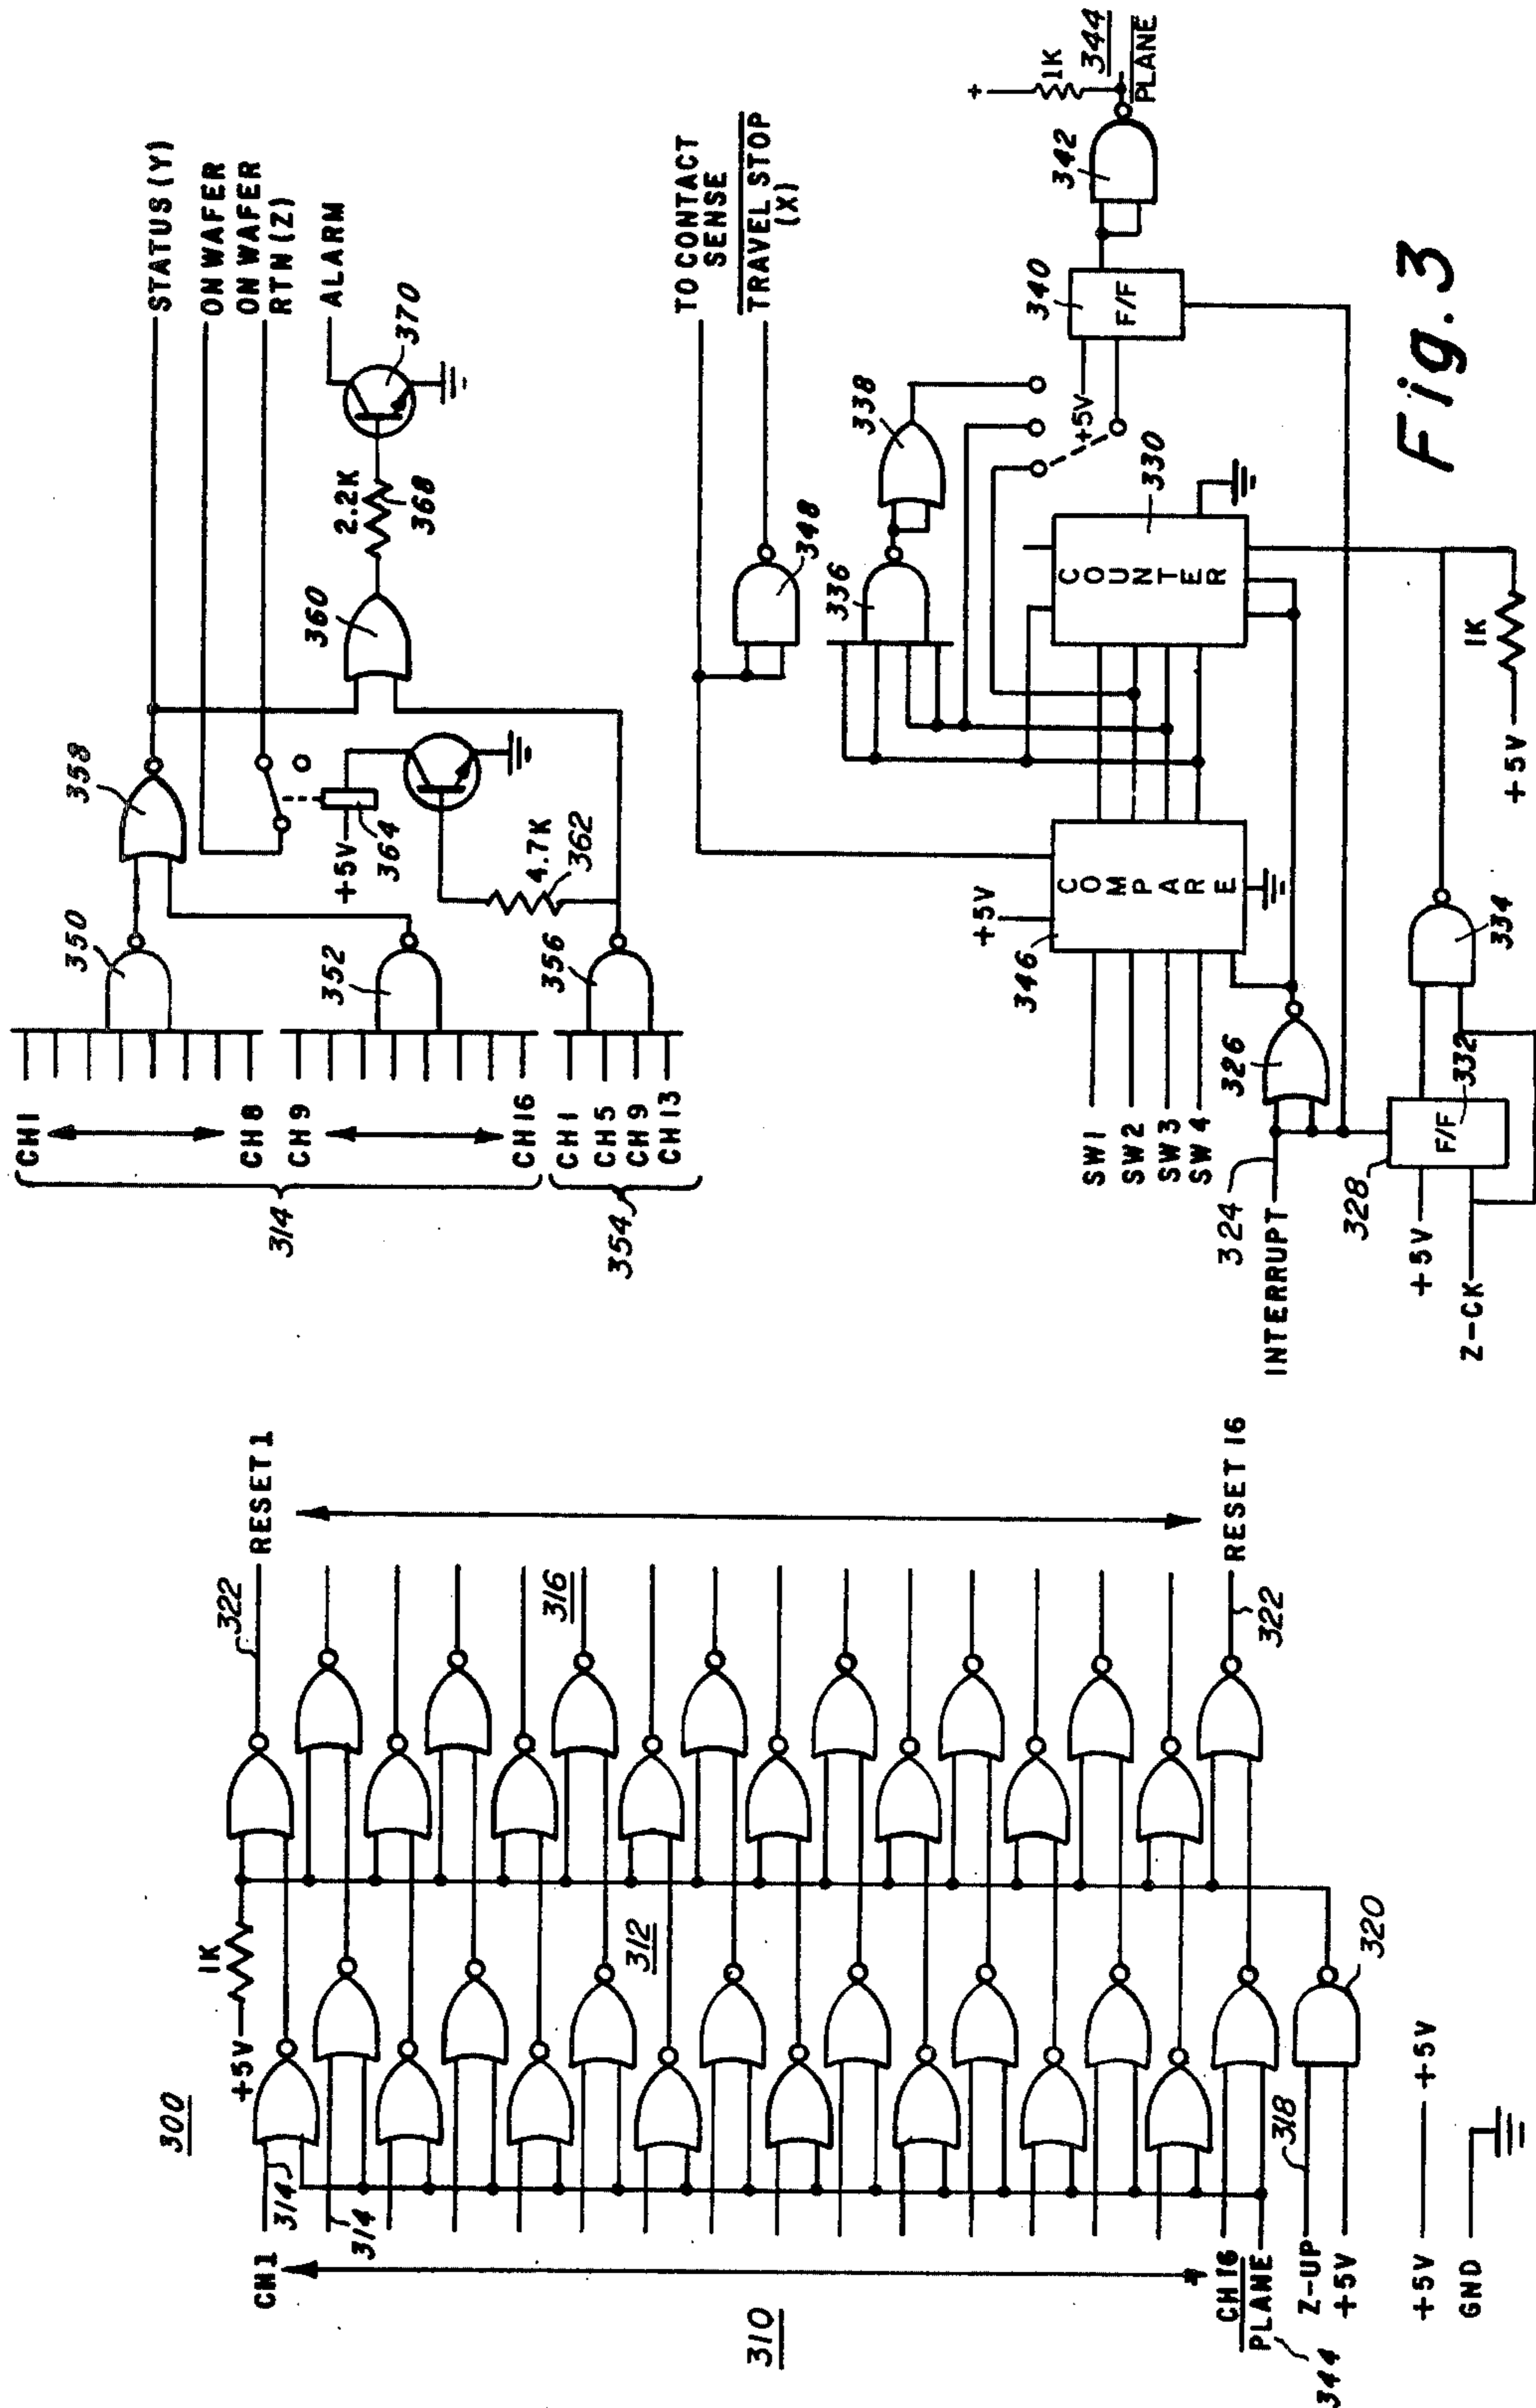 300
310
CH1
314
314
+5V
1K
312
316
322
RESET 1
RESET 16
322
CH16
PLANE
344
Z-UP
+5V
318
320
+5V
+5V
GND
314
CH1
CH8
CH9
CH16
354
CH1
CH5
CH9
CH13
350
352
356
358
+5V
364
4.7K
362
360
2.2K
368
370
STATUS (Y)
ON WAFER
ON WAFER
RTN (Z)
ALARM
TO CONTACT
SENSE
TRAVEL STOP
(X)
348
336
338
346
+5V
COMPARE
COUNTER
330
SW1
SW2
SW3
SW4
324
INTERRUPT
326
328
+5V
F/F
332
Z-CK
334
+5V
1K
+5V
340
F/F
342
+
1K
344
PLANE
Fig. 3